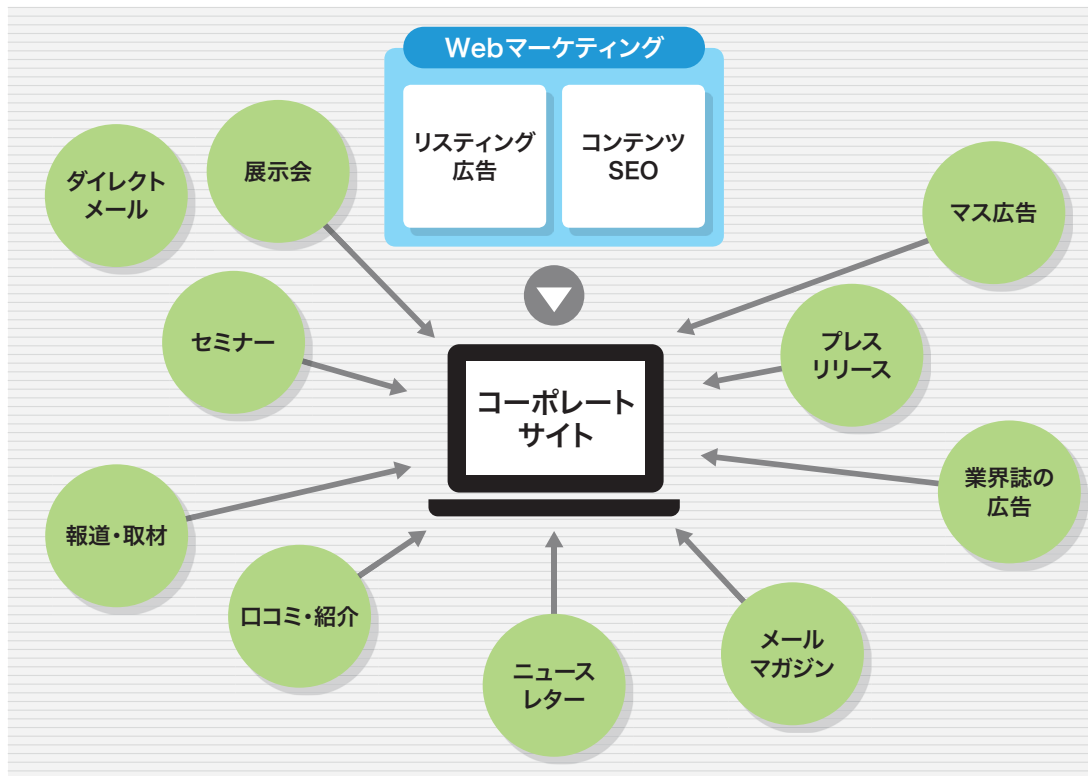 Webマーケティング
リスティング
広告
コンテンツ
SEO
ダイレクト
メール
展示会
マス広告
セミナー
プレス
リリース
コーポレート
サイト
業界誌の
広告
報道・取材
口コミ・紹介
ニュース
レター
メール
マガジン